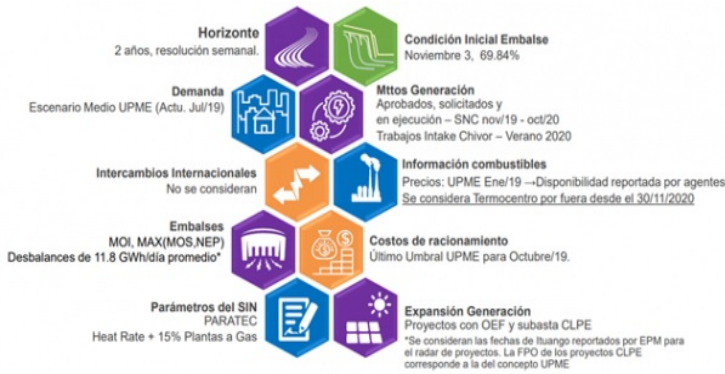 Horizonte
2 años, resolución semanal.
Condición Inicial Embalse
Noviembre 3, 69.84%
Demanda
Escenario Medio UPME (Actu. Jul/19)
Mttos Generación
Aprobados, solicitados y
en ejecución – SNC nov/19 - oct/20
Trabajos Intake Chivor – Verano 2020
Intercambios Internacionales
No se consideran
Información combustibles
Precios: UPME Ene/19 →Disponibilidad reportada por agentes
Se considera Termocentro por fuera desde el 30/11/2020
Embalses
MOI, MAX(MOS,NEP)
Desbalances de 11.8 GWh/día promedio*
Costos de racionamiento
Último Umbral UPME para Octubre/19.
Parámetros del SIN
PARATEC
Heat Rate + 15% Plantas a Gas
Expansión Generación
Proyectos con OEF y subasta CLPE
*Se consideran las fechas de Ituango reportados por EPM para
el radar de proyectos. La FPO de los proyectos CLPE
corresponde a la del concepto UPME